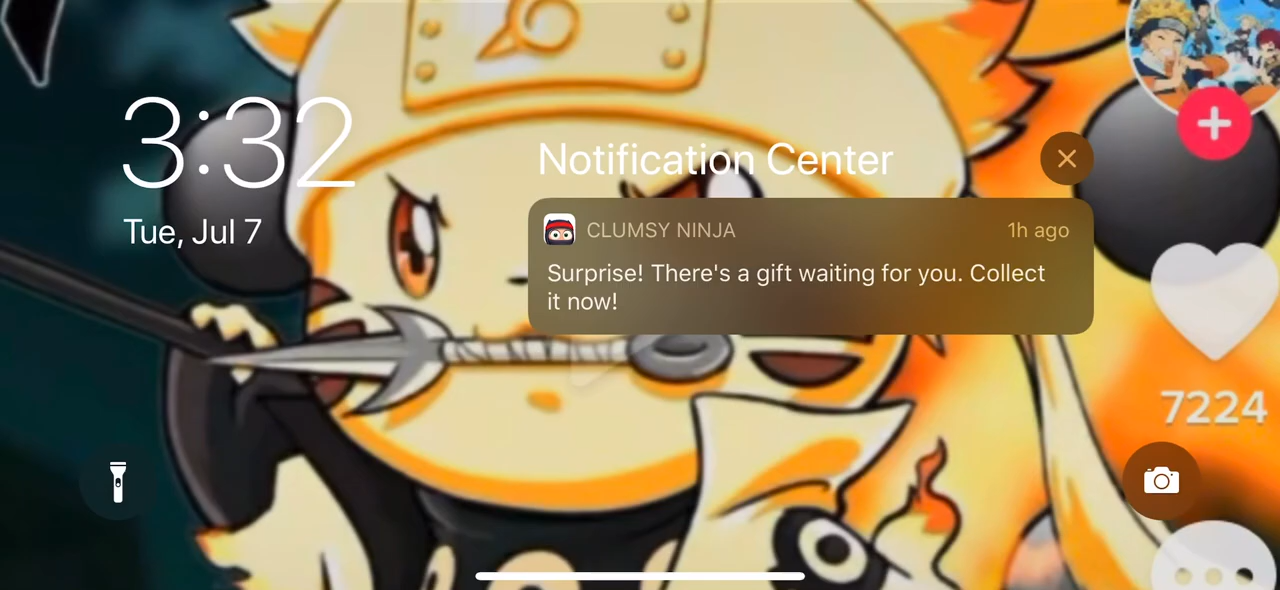 3:32
Tue, Jul 7
Notification Center
CLUMSY NINJA
1h ago
Surprise! There's a gift waiting for you. Collect
it now!
7224